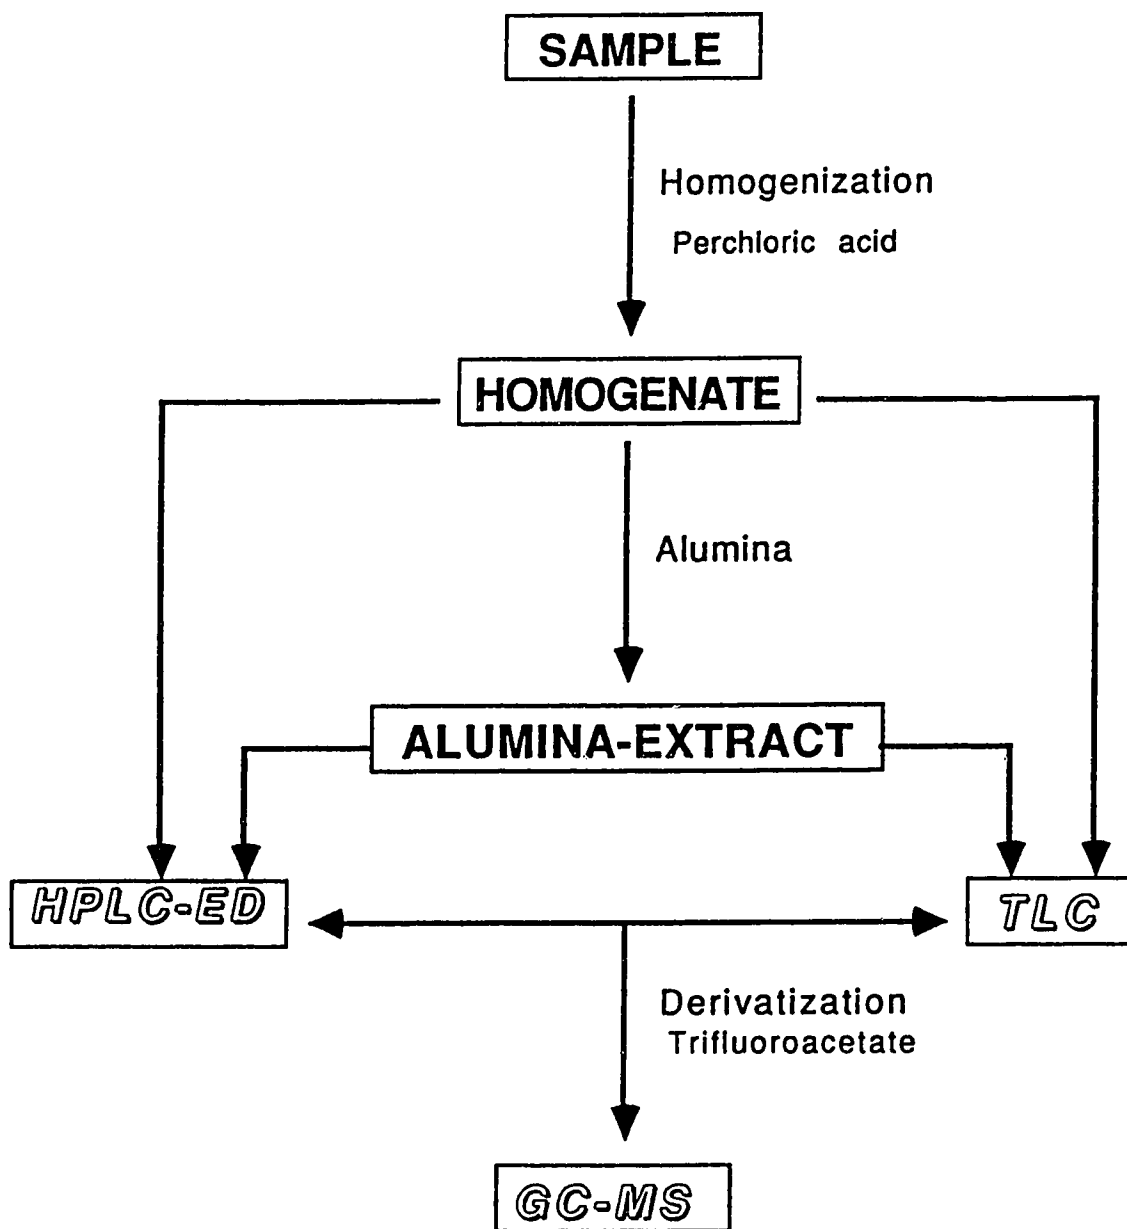 SAMPLE
Homogenization
Perchloric acid
HOMOGENATE
Alumina
ALUMINA-EXTRACT
HPLC-ED
TLC
Derivatization
Trifluoroacetate
GC-MS